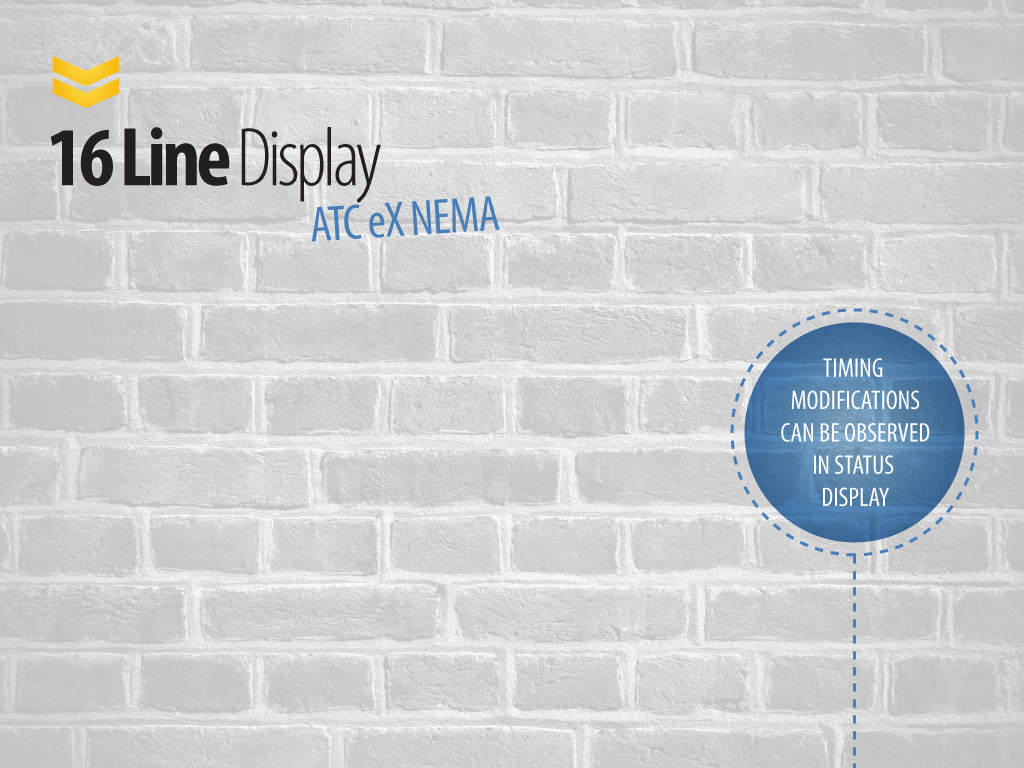 16 Line Display
ATC eX NEMA
TIMING
MODIFICATIONS
CAN BE OBSERVED
IN STATUS
DISPLAY